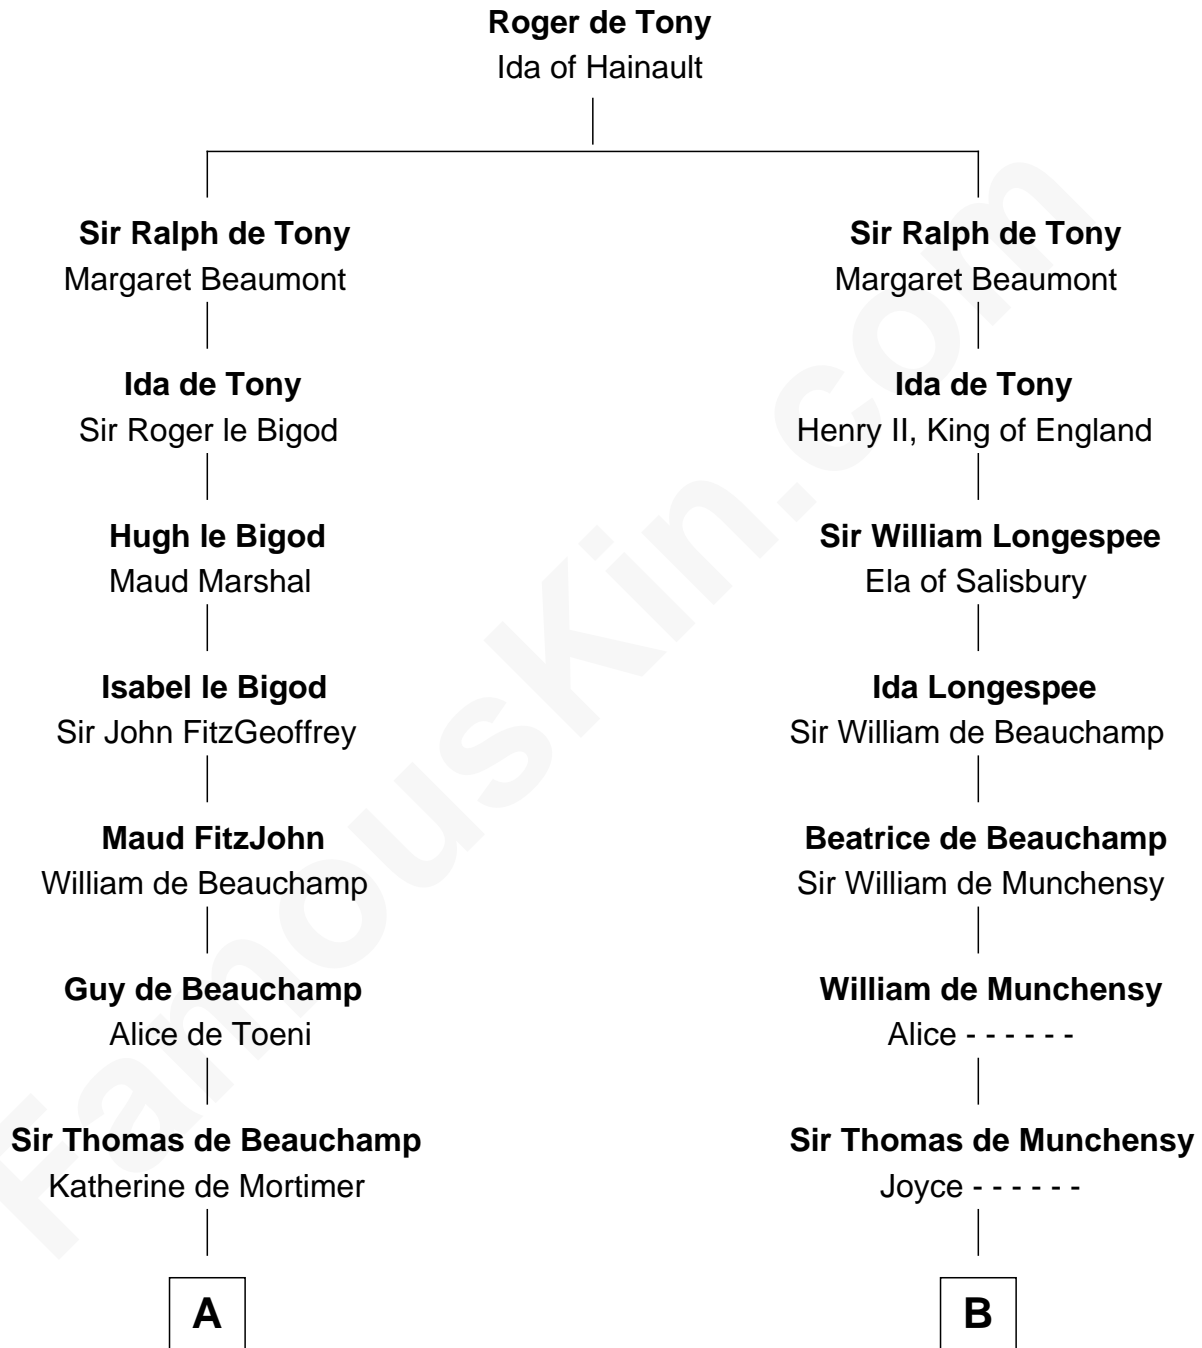 Roger de Tony
Ida of Hainault
Sir Ralph de Tony
Margaret Beaumont
Ida de Tony
Sir Roger le Bigod
Hugh le Bigod
Maud Marshal
Isabel le Bigod
Sir John FitzGeoffrey
Maud FitzJohn
William de Beauchamp
Guy de Beauchamp
Alice de Toeni
Sir Thomas de Beauchamp
Katherine de Mortimer
A
Sir Ralph de Tony
Margaret Beaumont
Ida de Tony
Henry II, King of England
Sir William Longespee
Ela of Salisbury
Ida Longespee
Sir William de Beauchamp
Beatrice de Beauchamp
Sir William de Munchensy
William de Munchensy
Alice - - - - - -
Sir Thomas de Munchensy
Joyce - - - - - -
B
FamousKin.com